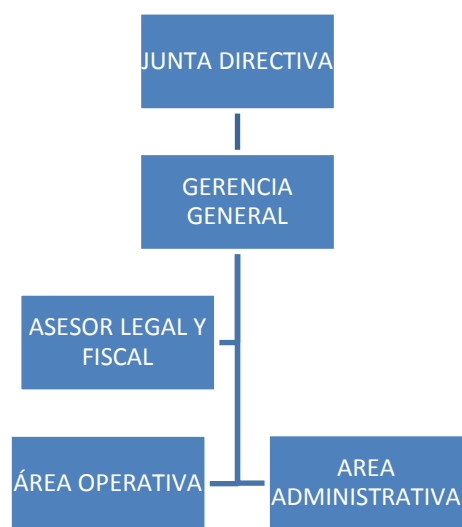 JUNTA DIRECTIVA
GERENCIA
GENERAL
ASESOR LEGAL Y
FISCAL
ÁREA OPERATIVA
AREA
ADMINISTRATIVA